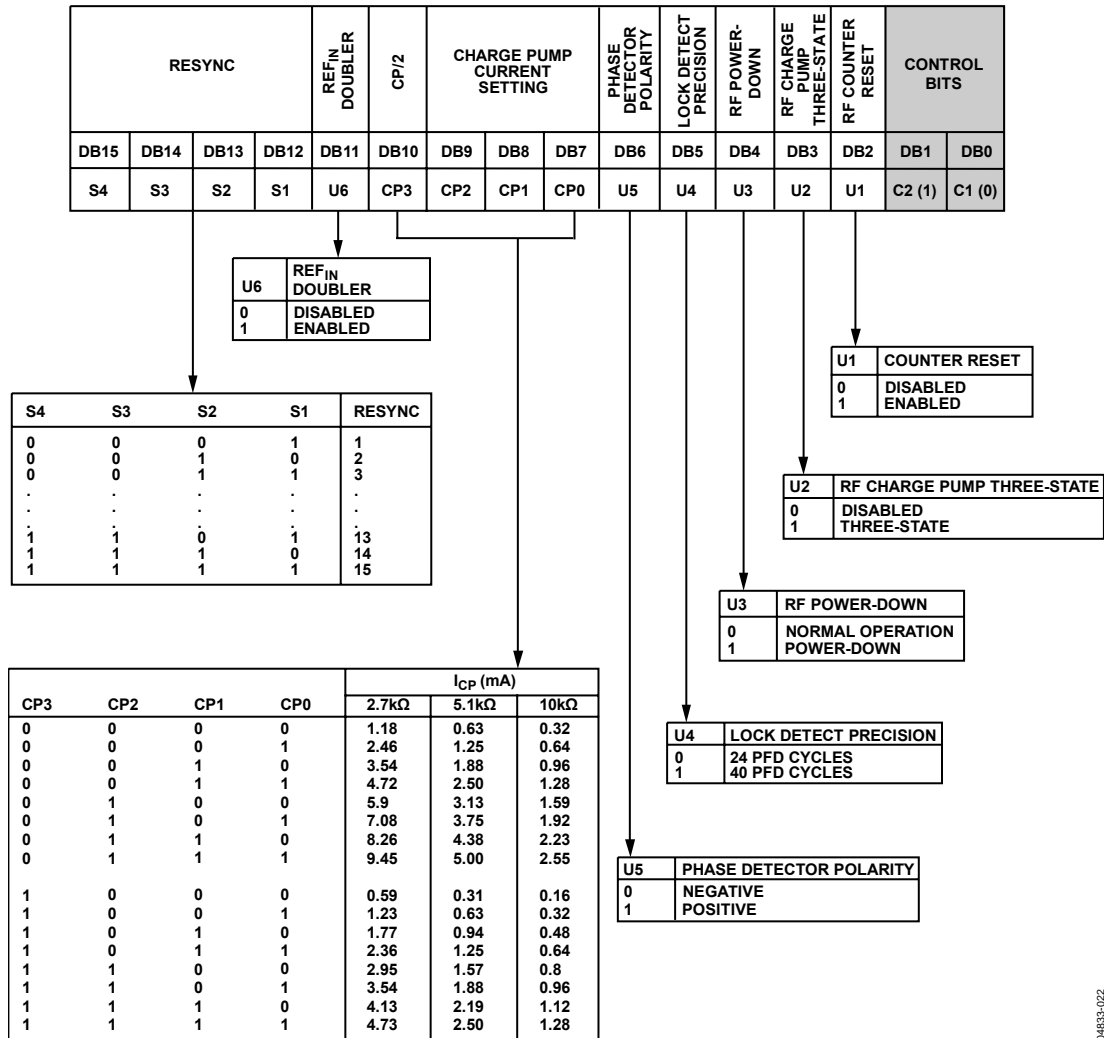 RESYNC
REFIN
DOUBLER
CP/2
CHARGE PUMP
CURRENT
SETTING
PHASE
DETECTOR
POLARITY
LOCK DETECT
PRECISION
RF POWER-
DOWN
RF CHARGE
PUMP
THREE-STATE
RF COUNTER
RESET
CONTROL
BITS
DB15 DB14 DB13 DB12 DB11 DB10 DB9 DB8 DB7 DB6 DB5 DB4 DB3 DB2 DB1 DB0
S4 S3 S2 S1 U6 CP3 CP2 CP1 CP0 U5 U4 U3 U2 U1 C2 (1) C1 (0)
U6 REFIN
DOUBLER
0 DISABLED
1 ENABLED
U1 COUNTER RESET
0 DISABLED
1 ENABLED
S4 S3 S2 S1 RESYNC
0 0 0 1 1
0 0 1 0 2
0 0 1 1 3
. . . . .
. . . . .
. . . . .
1 1 0 1 13
1 1 1 0 14
1 1 1 1 15
U2 RF CHARGE PUMP THREE-STATE
0 DISABLED
1 THREE-STATE
U3 RF POWER-DOWN
0 NORMAL OPERATION
1 POWER-DOWN
ICP (mA)
CP3 CP2 CP1 CP0 2.7kΩ 5.1kΩ 10kΩ
0 0 0 0 1.18 0.63 0.32
0 0 0 1 2.46 1.25 0.64
0 0 1 0 3.54 1.88 0.96
0 0 1 1 4.72 2.50 1.28
0 1 0 0 5.9 3.13 1.59
0 1 0 1 7.08 3.75 1.92
0 1 1 0 8.26 4.38 2.23
0 1 1 1 9.45 5.00 2.55
1 0 0 0 0.59 0.31 0.16
1 0 0 1 1.23 0.63 0.32
1 0 1 0 1.77 0.94 0.48
1 0 1 1 2.36 1.25 0.64
1 1 0 0 2.95 1.57 0.8
1 1 0 1 3.54 1.88 0.96
1 1 1 0 4.13 2.19 1.12
1 1 1 1 4.73 2.50 1.28
U4 LOCK DETECT PRECISION
0 24 PFD CYCLES
1 40 PFD CYCLES
U5 PHASE DETECTOR POLARITY
0 NEGATIVE
1 POSITIVE
04833-022